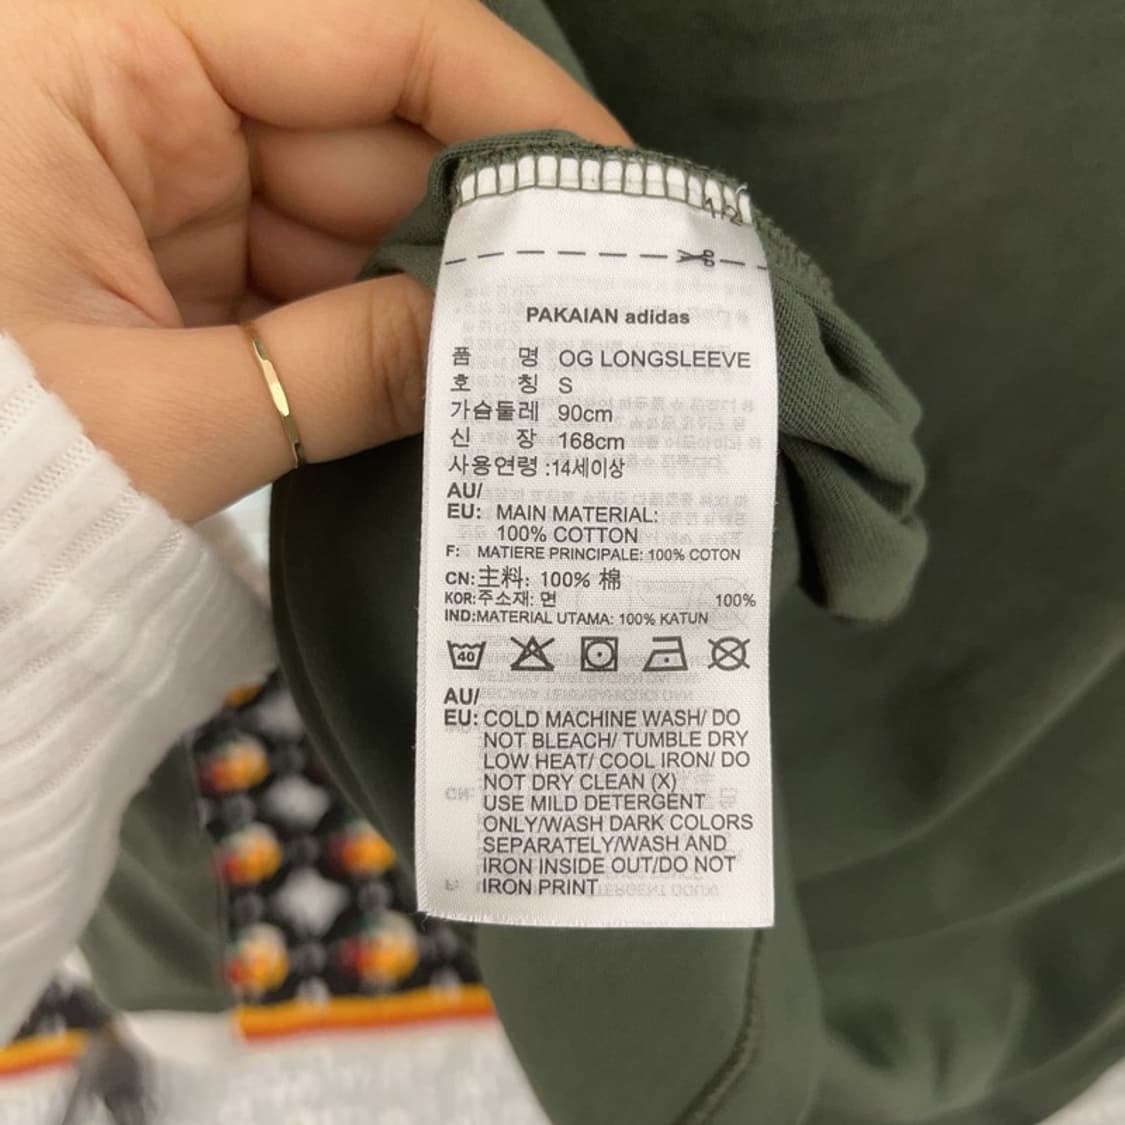 12
PAKAIAN adidas
품 명 OG LONGSLEEVE
호 칭 S
가슴둘레 90cm
신 장 168cm
사용연령 :14세이상
AU/
EU: MAIN MATERIAL:
100% COTTON
F: MATIERE PRINCIPALE: 100% COTON
CN:主料: 100% 棉
KOR:주소재: 면 100%
IND:MATERIAL UTAMA: 100% KATUN
40
AU/
EU: COLD MACHINE WASH/ DO
NOT BLEACH/ TUMBLE DRY
LOW HEAT/ COOL IRON/ DO
NOT DRY CLEAN (X)
USE MILD DETERGENT
ONLY/WASH DARK COLORS
SEPARATELY/WASH AND
IRON INSIDE OUT/DO NOT
IRON PRINT